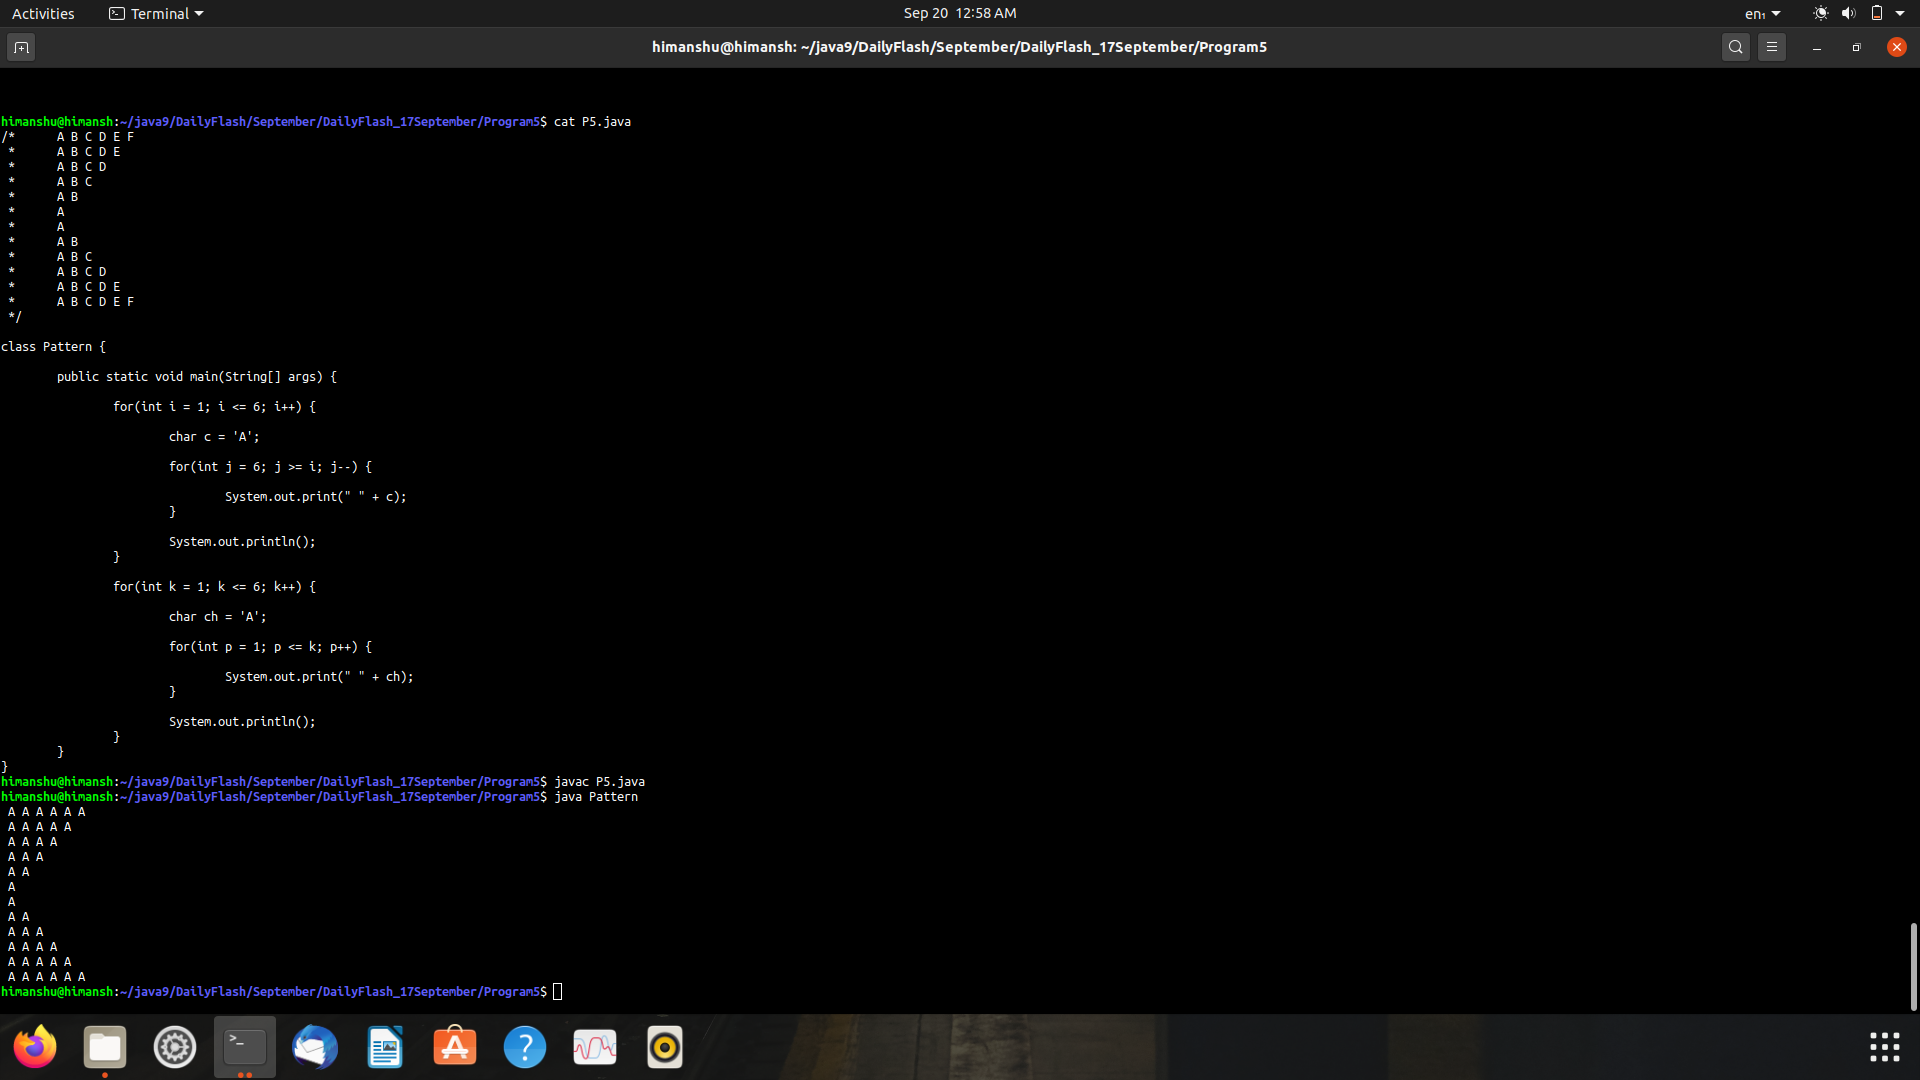 Activities Terminal Sep 20 12:58 AM en₁
himanshu@himansh: ~/java9/DailyFlash/September/DailyFlash_17September/Program5
himanshu@himansh:~/java9/DailyFlash/September/DailyFlash_17September/Program5$ cat P5.java
/*      A B C D E F
 *      A B C D E
 *      A B C D
 *      A B C
 *      A B
 *      A
 *      A
 *      A B
 *      A B C
 *      A B C D
 *      A B C D E
 *      A B C D E F
 */
class Pattern {
        public static void main(String[] args) {
                for(int i = 1; i <= 6; i++) {
                        char c = 'A';
                        for(int j = 6; j >= i; j--) {
                                System.out.print(" " + c);
                        }
                        System.out.println();
                }
                for(int k = 1; k <= 6; k++) {
                        char ch = 'A';
                        for(int p = 1; p <= k; p++) {
                                System.out.print(" " + ch);
                        }
                        System.out.println();
                }
        }
}
himanshu@himansh:~/java9/DailyFlash/September/DailyFlash_17September/Program5$ javac P5.java
himanshu@himansh:~/java9/DailyFlash/September/DailyFlash_17September/Program5$ java Pattern
 A A A A A A
 A A A A A
 A A A A
 A A A
 A A
 A
 A
 A A
 A A A
 A A A A
 A A A A A
 A A A A A A
himanshu@himansh:~/java9/DailyFlash/September/DailyFlash_17September/Program5$